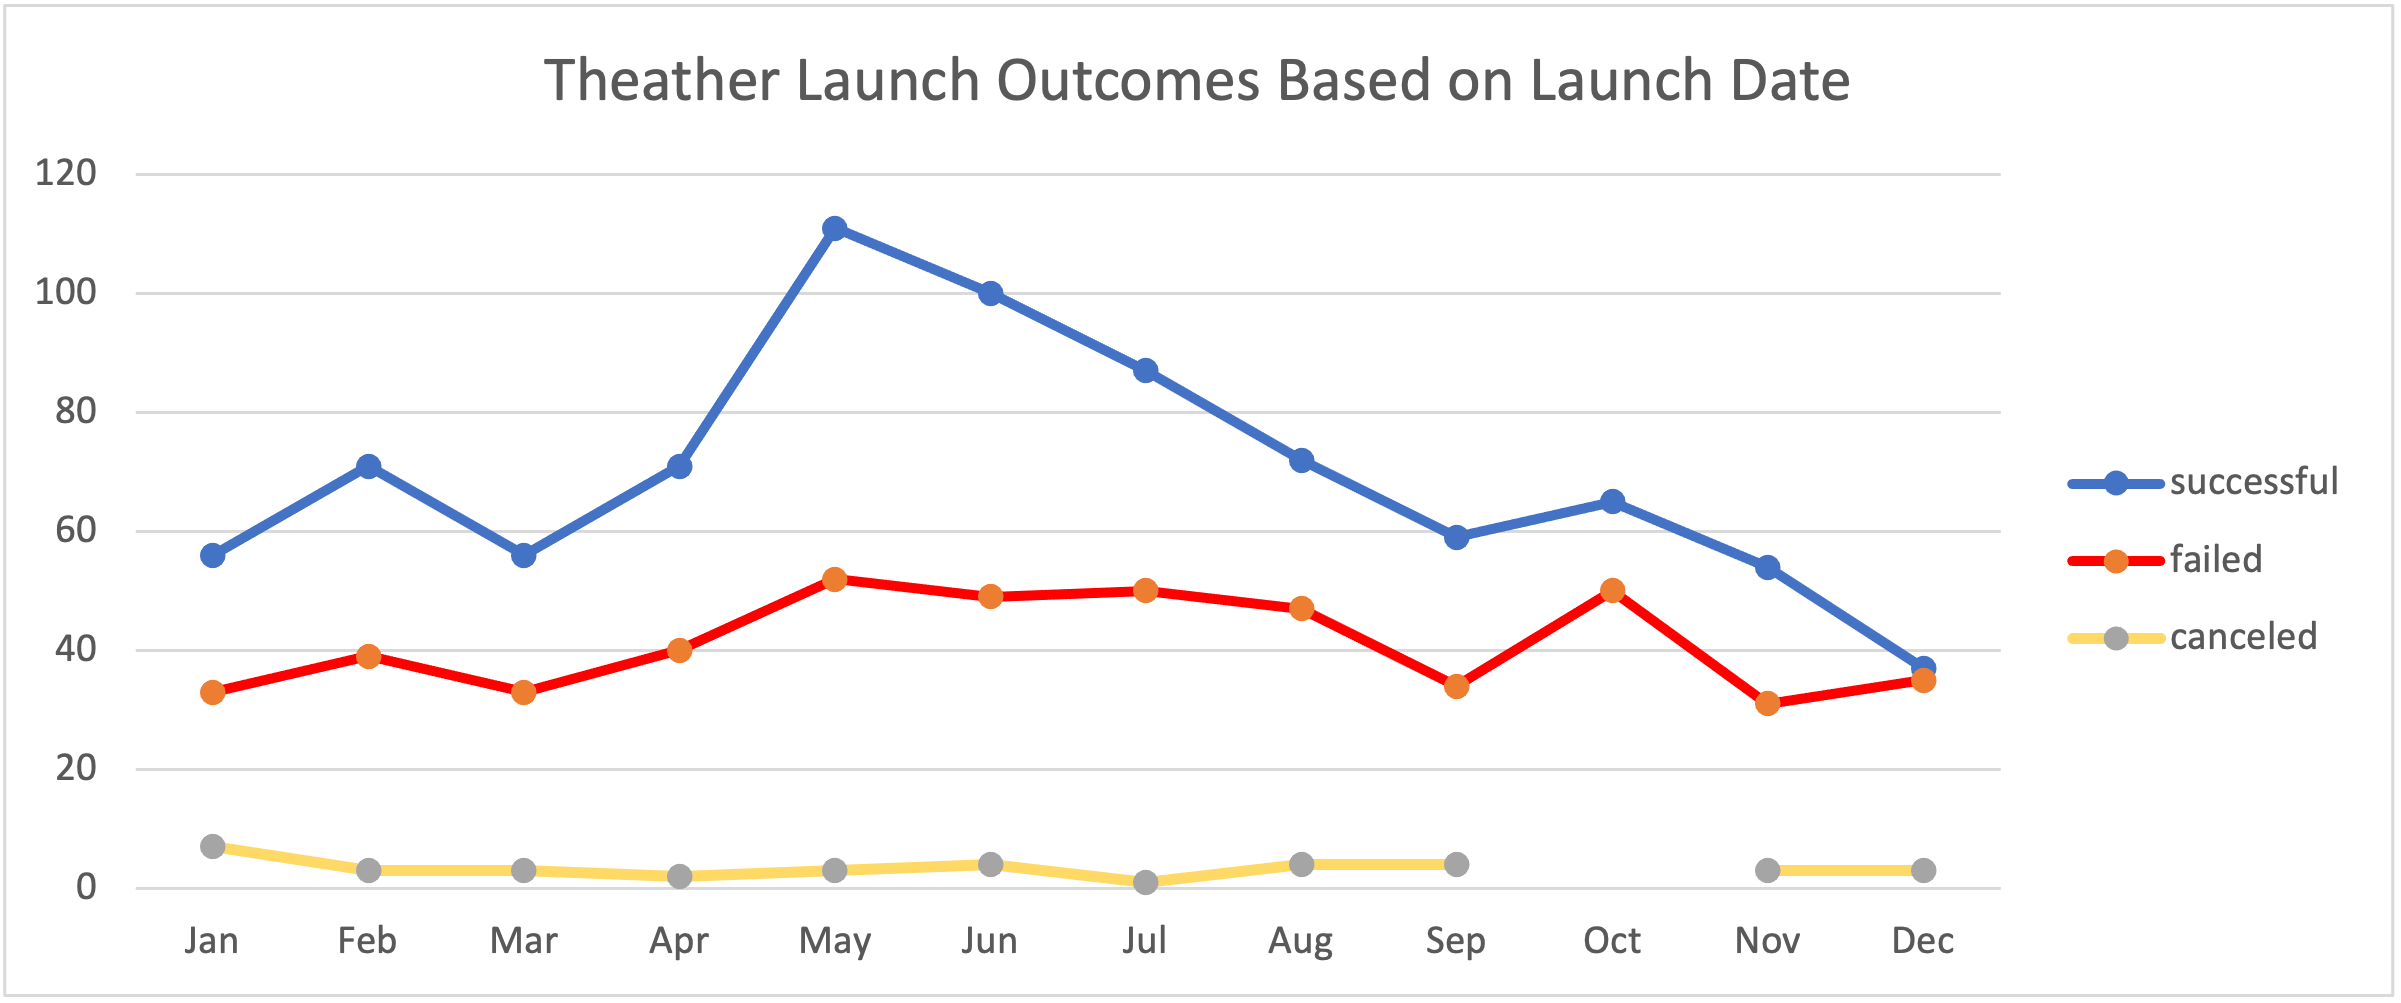 Theather Launch Outcomes Based on Launch Date
120
100
80
60
40
20
0
Jan Feb Mar Apr May Jun Jul Aug Sep Oct Nov Dec
successful
failed
canceled